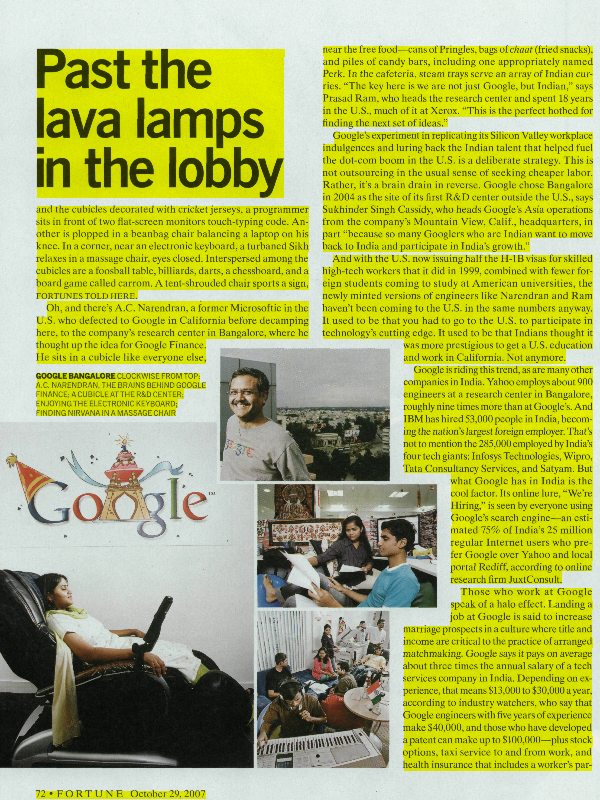 Past the
lava lamps
in the lobby
and the cubicles decorated with cricket jerseys, a programmer
sits in front of two flat-screen monitors touch-typing code. An-
other is plopped in a beanbag chair balancing a laptop on his
knee. In a corner, near an electronic keyboard, a turbaned Sikh
relaxes in a massage chair, eyes closed. Interspersed among the
cubicles are a foosball table, billiards, darts, a chessboard, and a
board game called carrom. A tent-shrouded chair sports a sign,
FORTUNES TOLD HERE.
Oh, and there's A.C. Narendran, a former Microsoftie in the
U.S. who defected to Google in California before decamping
here, to the company's research center in Bangalore, where he
thought up the idea for Google Finance.
He sits in a cubicle like everyone else,
GOOGLE BANGALORE CLOCKWISE FROM TOP:
A.C. NARENDRAN, THE BRAINS BEHIND GOOGLE
FINANCE; A CUBICLE AT THE R&D CENTER;
ENJOYING THE ELECTRONIC KEYBOARD;
FINDING NIRVANA IN A MASSAGE CHAIR
Google™
near the free food—cans of Pringles, bags of chaat (fried snacks),
and piles of candy bars, including one appropriately named
Perk. In the cafeteria, steam trays serve an array of Indian cur-
ries. "The key here is we are not just Google, but Indian," says
Prasad Ram, who heads the research center and spent 18 years
in the U.S., much of it at Xerox. "This is the perfect hotbed for
finding the next set of ideas."
Google's experiment in replicating its Silicon Valley workplace
indulgences and luring back the Indian talent that helped fuel
the dot-com boom in the U.S. is a deliberate strategy. This is
not outsourcing in the usual sense of seeking cheaper labor.
Rather, it's a brain drain in reverse. Google chose Bangalore
in 2004 as the site of its first R&D center outside the U.S., says
Sukhinder Singh Cassidy, who heads Google's Asia operations
from the company's Mountain View, Calif., headquarters, in
part "because so many Googlers who are Indian want to move
back to India and participate in India's growth."
And with the U.S. now issuing half the H-1B visas for skilled
high-tech workers that it did in 1999, combined with fewer for-
eign students coming to study at American universities, the
newly minted versions of engineers like Narendran and Ram
haven't been coming to the U.S. in the same numbers anyway.
It used to be that you had to go to the U.S. to participate in
technology's cutting edge. It used to be that Indians thought it
was more prestigious to get a U.S. education
and work in California. Not anymore.
Google is riding this trend, as are many other
companies in India. Yahoo employs about 900
engineers at a research center in Bangalore,
roughly nine times more than at Google's. And
IBM has hired 53,000 people in India, becom-
ing the nation's largest foreign employer. That's
not to mention the 285,000 employed by India's
four tech giants: Infosys Technologies, Wipro,
Tata Consultancy Services, and Satyam. But
what Google has in India is the
cool factor. Its online lure, "We're
Hiring," is seen by everyone using
Google's search engine—an esti-
mated 75% of India's 25 million
regular Internet users who pre-
fer Google over Yahoo and local
portal Rediff, according to online
research firm JuxtConsult.
Those who work at Google
speak of a halo effect. Landing a
job at Google is said to increase
marriage prospects in a culture where title and
income are critical to the practice of arranged
matchmaking. Google says it pays on average
about three times the annual salary of a tech
services company in India. Depending on ex-
perience, that means $13,000 to $30,000 a year,
according to industry watchers, who say that
Google engineers with five years of experience
make $40,000, and those who have developed
a patent can make up to $100,000—plus stock
options, taxi service to and from work, and
health insurance that includes a worker's par-
72 • FORTUNE October 29, 2007